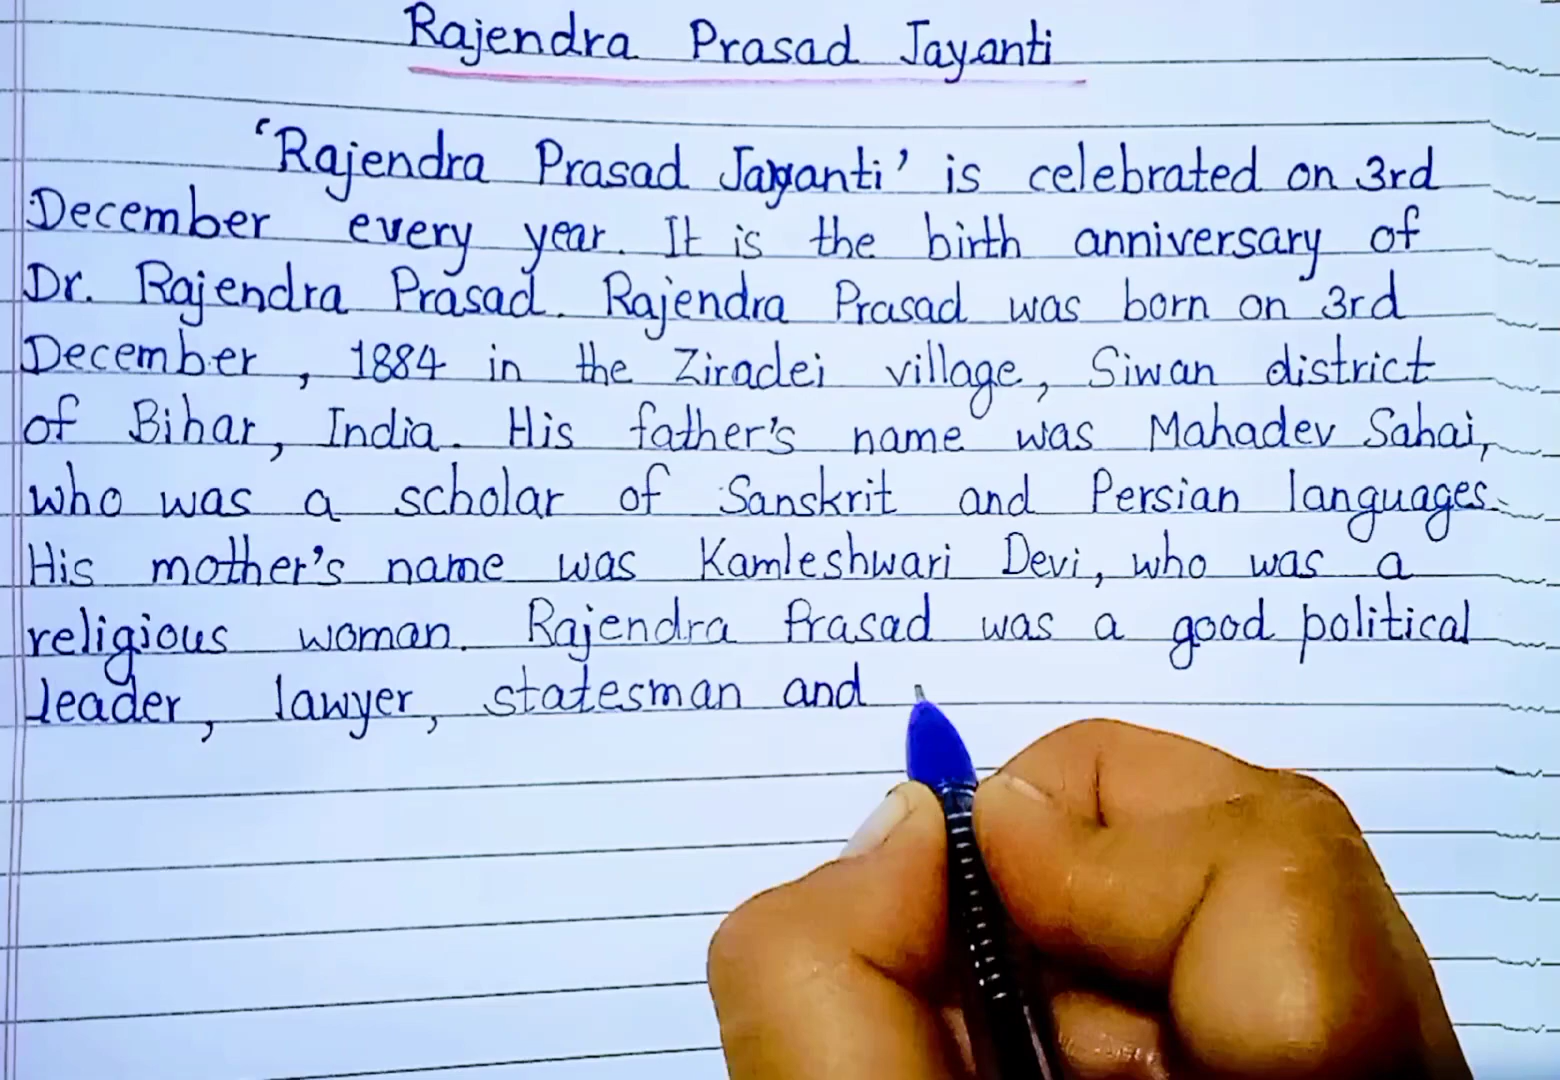 Rajendra Prasad Jayanti
‘Rajendra Prasad Jayanti’ is celebrated on 3rd
December every year. It is the birth anniversary of
Dr. Rajendra Prasad. Rajendra Prasad was born on 3rd
December, 1884 in the Ziradei village, Siwan district
of Bihar, India. His father's name was Mahadev Sahai,
who was a scholar of Sanskrit and Persian languages.
His mother's name was Kamleshwari Devi, who was a
religious woman. Rajendra Prasad was a good political
leader, lawyer, statesman and